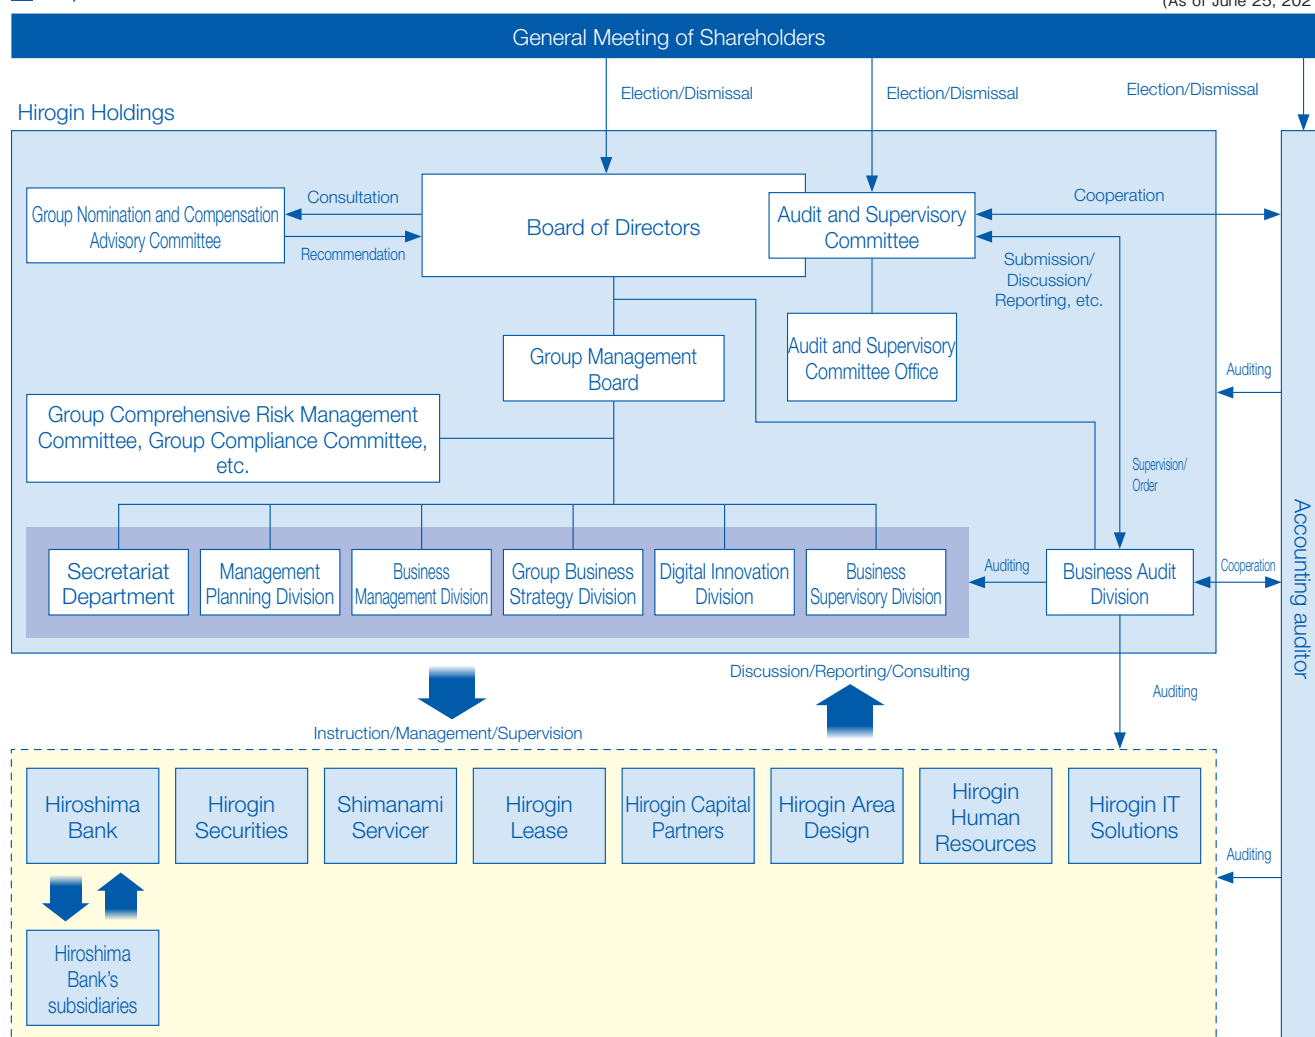 (As of June 25, 202
General Meeting of Shareholders
Election/Dismissal
Election/Dismissal
Election/Dismissal
Hirogin Holdings
Group Nomination and Compensation
Advisory Committee
Consultation
Recommendation
Board of Directors
Audit and Supervisory
Committee
Cooperation
Submission/
Discussion/
Reporting, etc.
Group Management
Board
Audit and Supervisory
Committee Office
Auditing
Group Comprehensive Risk Management
Committee, Group Compliance Committee,
etc.
Supervision/
Order
Accounting auditor
Secretariat
Department
Management
Planning Division
Business
Management Division
Group Business
Strategy Division
Digital Innovation
Division
Business
Supervisory Division
Auditing
Business Audit
Division
Cooperation
Discussion/Reporting/Consulting
Auditing
Instruction/Management/Supervision
Hiroshima
Bank
Hirogin
Securities
Shimanami
Servicer
Hirogin
Lease
Hirogin Capital
Partners
Hirogin Area
Design
Hirogin
Human
Resources
Hirogin IT
Solutions
Auditing
Hiroshima
Bank's
subsidiaries